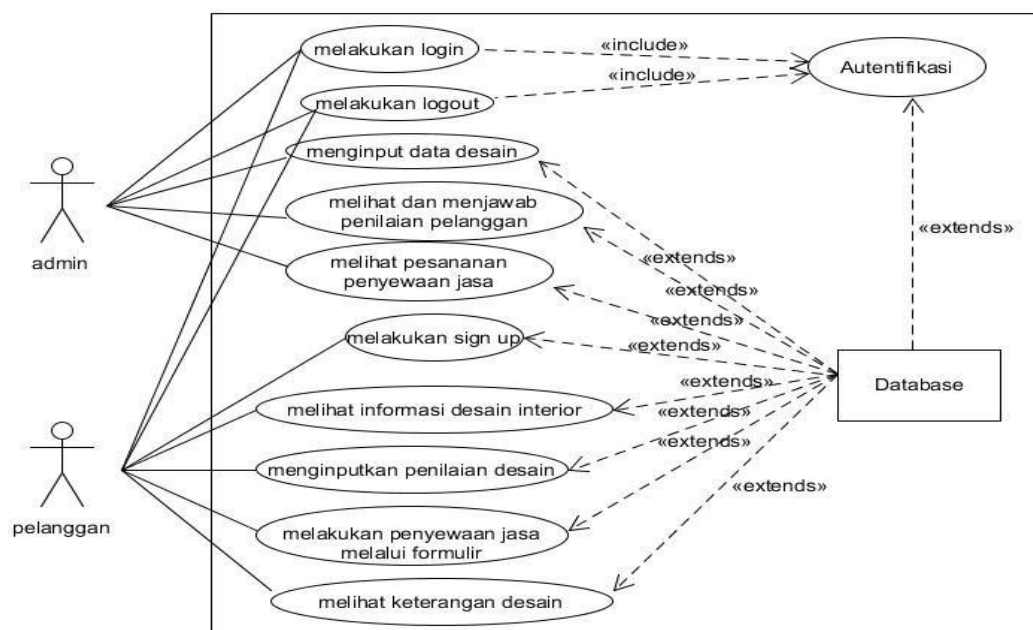 melakukan login
«include»
Autentifikasi
«include»
melakukan logout
menginput data desain
melihat dan menjawab
penilaian pelanggan
«extends»
admin
«extends»
melihat pesananan
penyewaan jasa
«extends»
«extends»
«extends»
melakukan sign up
«extends»
Database
«extends»
melihat informasi desain interior
«extends»
«extends»
menginputkan penilaian desain
«extends»
pelanggan
melakukan penyewaan jasa
melalui formulir
melihat keterangan desain